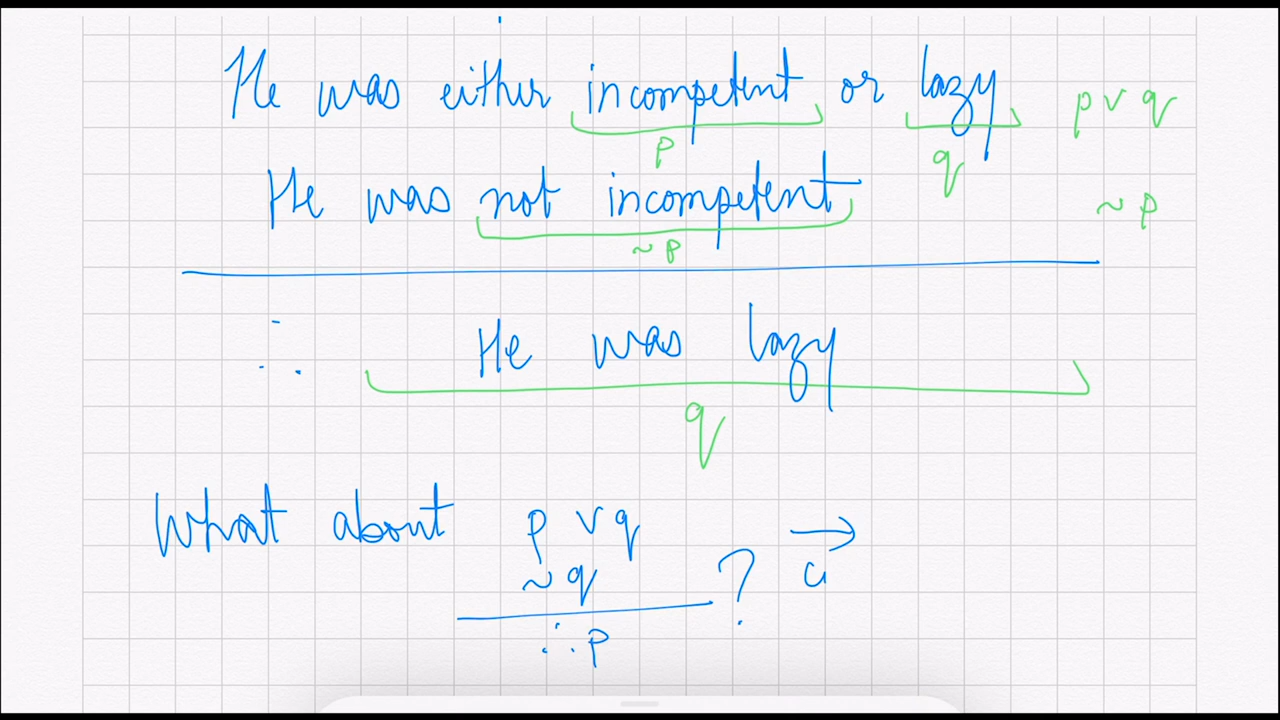 He was either incompetent or lazy p v q
p q
He was not incompetent ~ p
~ p
∴ He was lazy
q
What about p v q
~ q ? →
∴ p